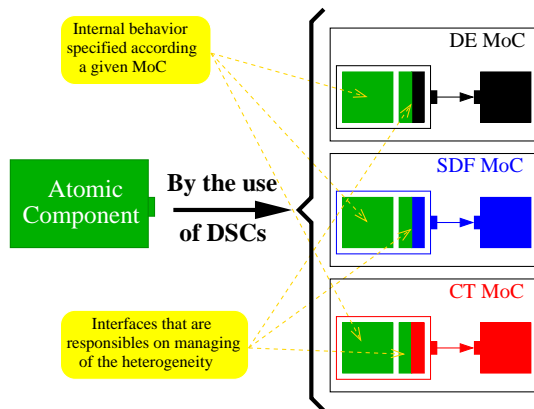 Internal behavior
specified according
a given MoC
DE MoC
Atomic
Component
By the use
of DSCs
SDF MoC
CT MoC
Interfaces that are
responsible on managing
of the heterogeneity